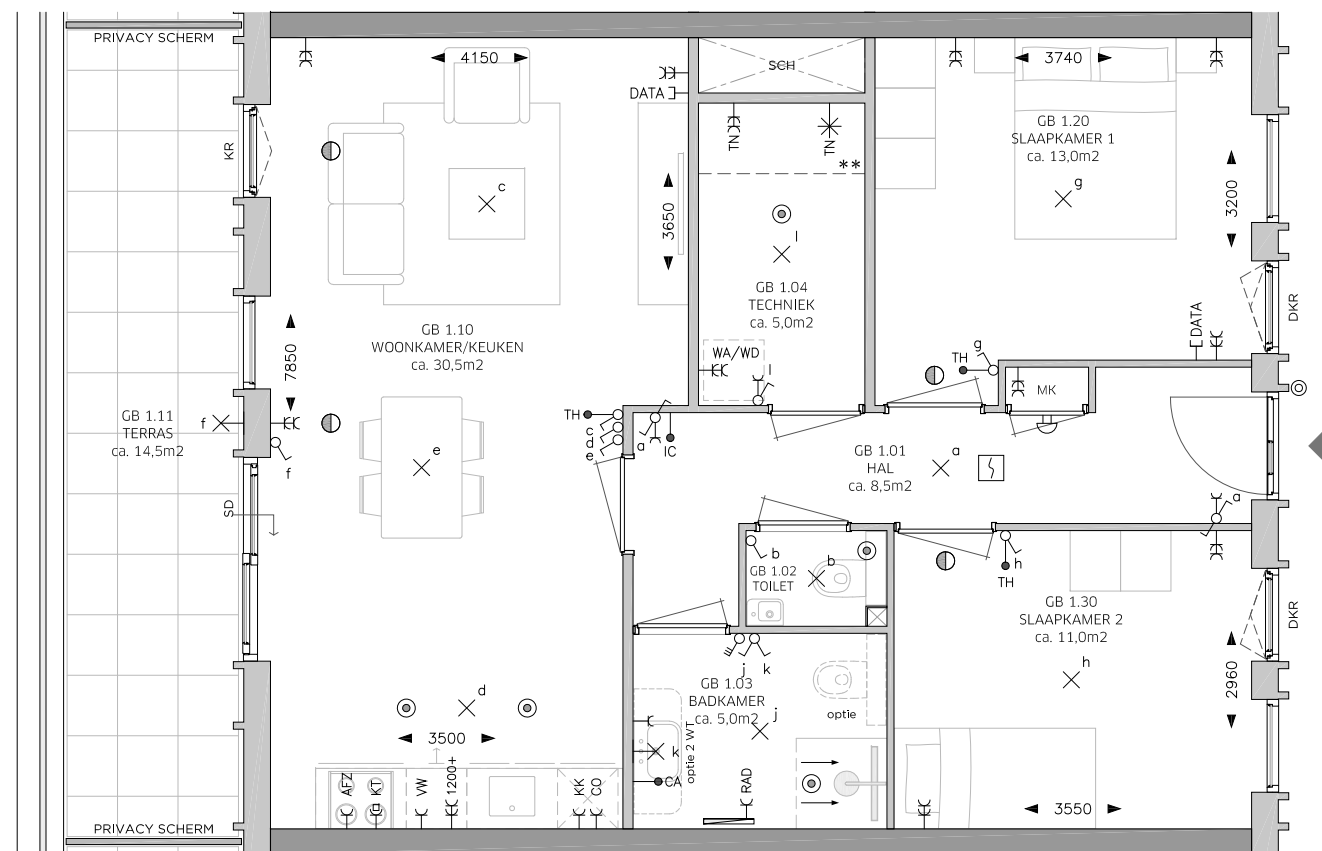 PRIVACY SCHERM
4150
SCH
3740
DATA
TN
TN
**
GB 1.20
SLAAPKAMER 1
ca. 13,0m2
KR
c
g
3650
3200
l
GB 1.04
TECHNIEK
ca. 5,0m2
GB 1.10
WOONKAMER/KEUKEN
ca. 30,5m2
7850
DATA
DKR
WA/WD
l
g
TH
MK
GB 1.11
TERRAS
ca. 14,5m2
f
f
TH
c
d
e
a
IC
e
GB 1.01
HAL
ca. 8,5m2
a
a
SD
b
GB 1.02
TOILET
b
h
TH
GB 1.30
SLAAPKAMER 2
ca. 11,0m2
DKR
h
2960
j
k
GB 1.03
BADKAMER
ca. 5,0m2
j
optie
d
3500
k
optie 2 WT
CA
RAD
AFZ
KT
VW
1200+
KK
CO
3550
PRIVACY SCHERM